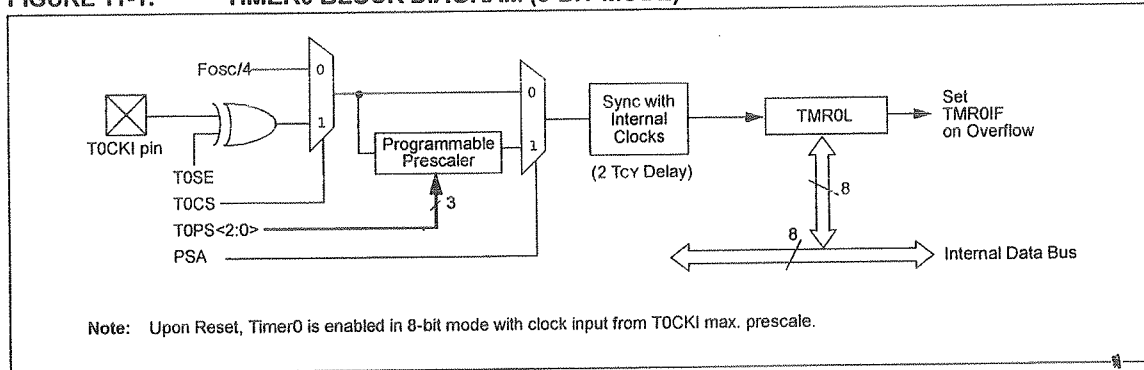 FIGURE 11-1: TIMER0 BLOCK DIAGRAM (8-BIT MODE)
Fosc/4
0
1
T0CKI pin
T0SE
T0CS
T0PS<2:0>
PSA
Programmable
Prescaler
3
0
1
Sync with
Internal
Clocks
(2 TCY Delay)
TMR0L
Set
TMR0IF
on Overflow
8
8
Internal Data Bus
Note: Upon Reset, Timer0 is enabled in 8-bit mode with clock input from T0CKI max. prescale.